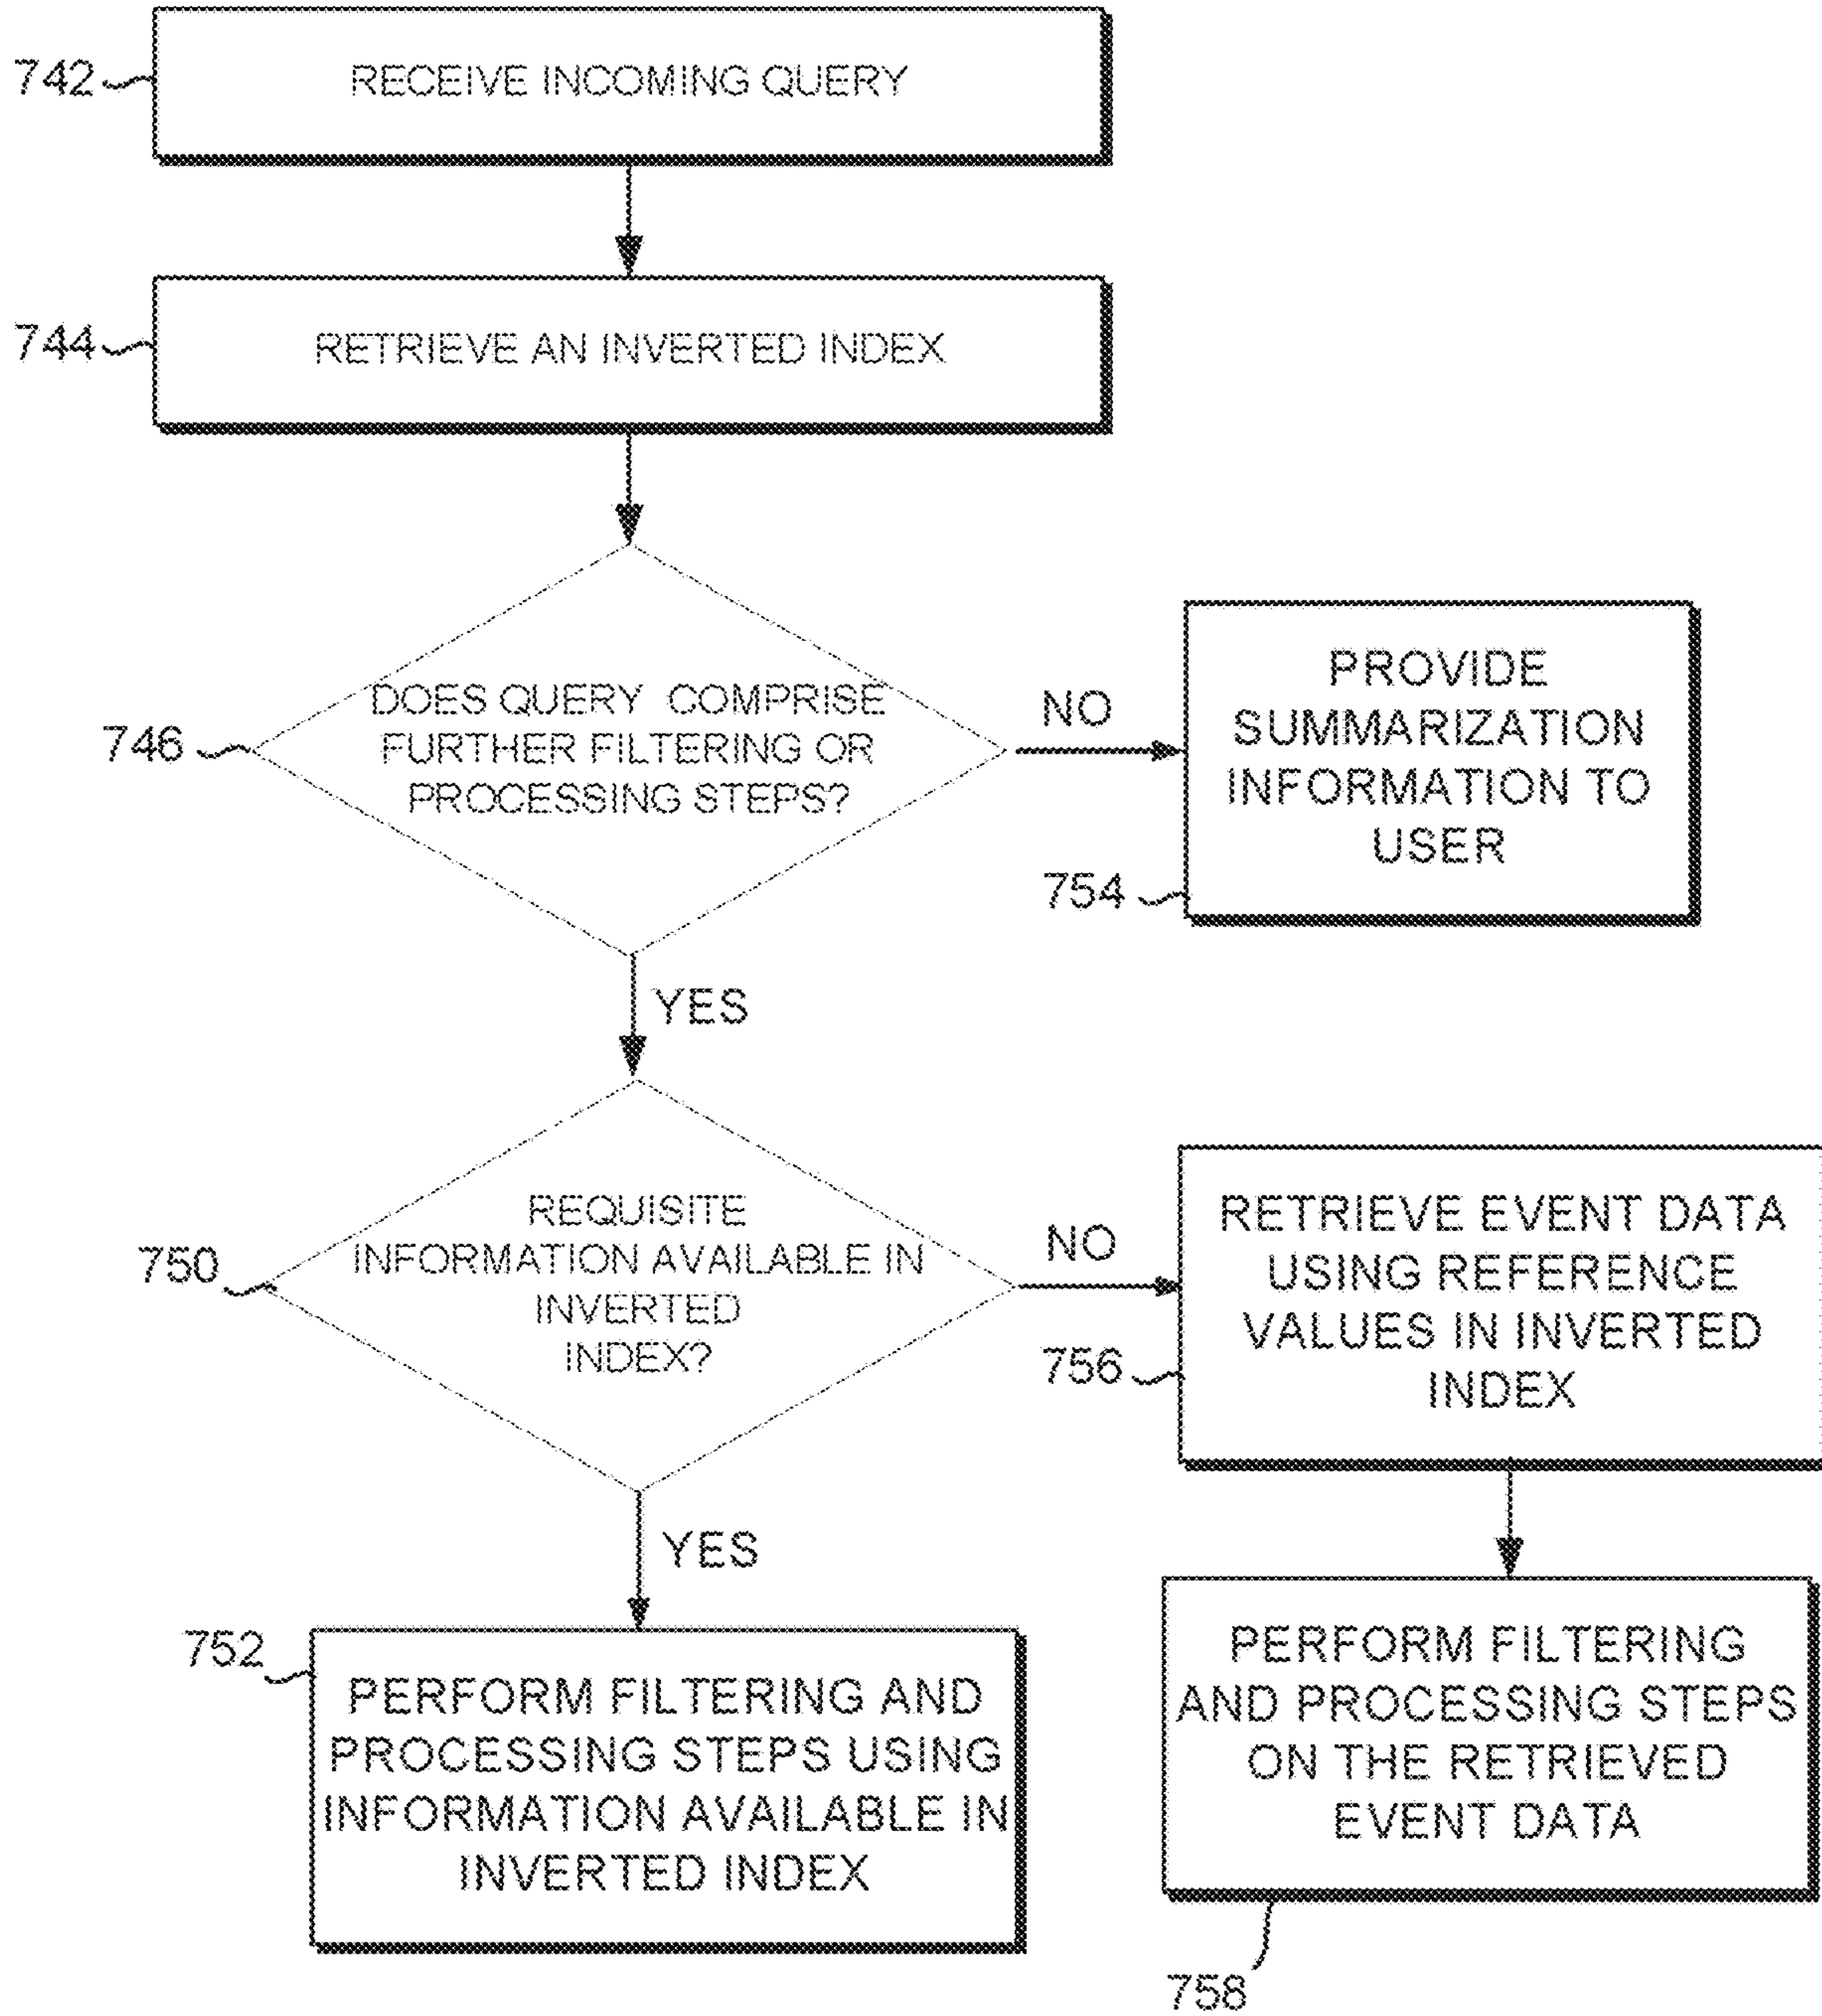 742
RECEIVE INCOMING QUERY
744
RETRIEVE AN INVERTED INDEX
746
DOES QUERY COMPRISE
FURTHER FILTERING OR
PROCESSING STEPS?
NO
PROVIDE
SUMMARIZATION
INFORMATION TO
USER
754
YES
750
REQUISITE
INFORMATION AVAILABLE IN
INVERTED
INDEX?
NO
RETRIEVE EVENT DATA
USING REFERENCE
VALUES IN INVERTED
INDEX
756
YES
752
PERFORM FILTERING AND
PROCESSING STEPS USING
INFORMATION AVAILABLE IN
INVERTED INDEX
PERFORM FILTERING
AND PROCESSING STEPS
ON THE RETRIEVED
EVENT DATA
758